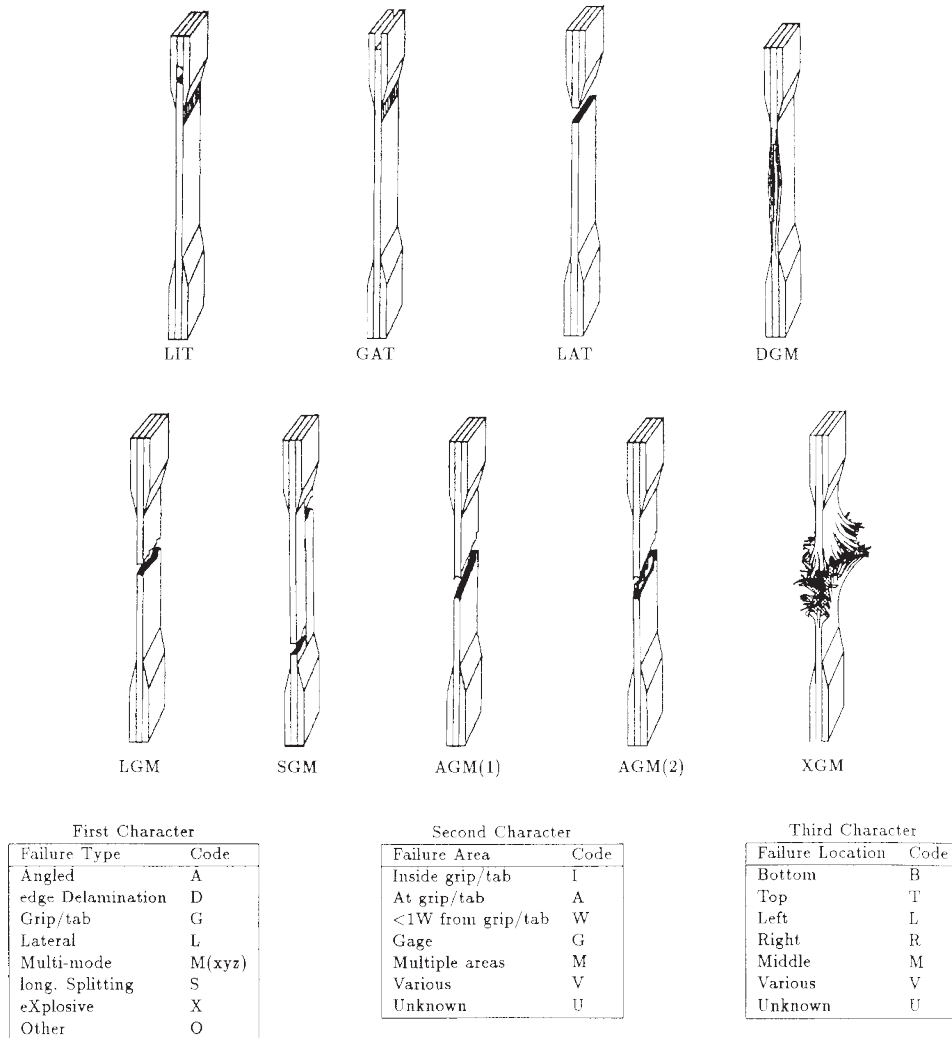 LIT GAT LAT DGM
LGM SGM AGM(1) AGM(2) XGM
First Character
Failure Type Code
Angled A
edge Delamination D
Grip/tab G
Lateral L
Multi-mode M(xyz)
long. Splitting S
eXplosive X
Other O
Second Character
Failure Area Code
Inside grip/tab I
At grip/tab A
<1W from grip/tab W
Gage G
Multiple areas M
Various V
Unknown U
Third Character
Failure Location Code
Bottom B
Top T
Left L
Right R
Middle M
Various V
Unknown U